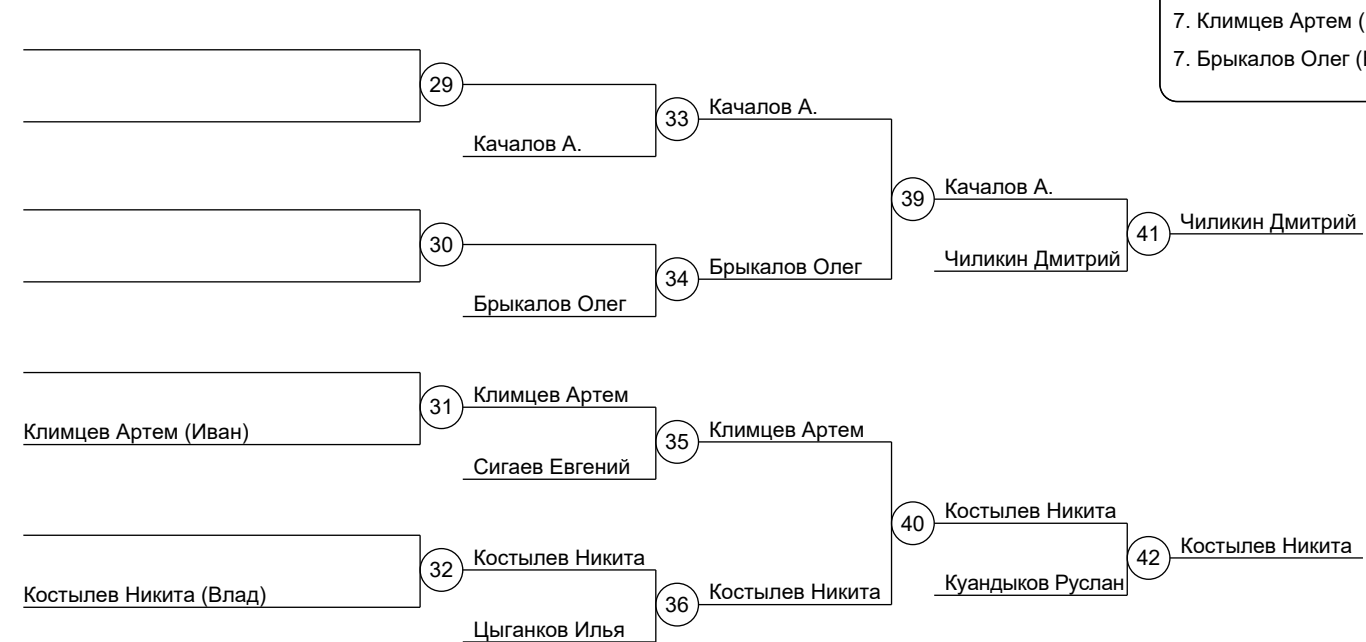 7. Климцев Артем (
7. Брыкалов Олег (
29
Качалов А.
33
Качалов А.
39
Качалов А.
41
Чиликин Дмитрий
Чиликин Дмитрий
30
Брыкалов Олег
34
Брыкалов Олег
31
Климцев Артем
Климцев Артем (Иван)
35
Климцев Артем
Сигаев Евгений
40
Костылев Никита
42
Костылев Никита
Куандыков Руслан
32
Костылев Никита
Костылев Никита (Влад)
36
Костылев Никита
Цыганков Илья